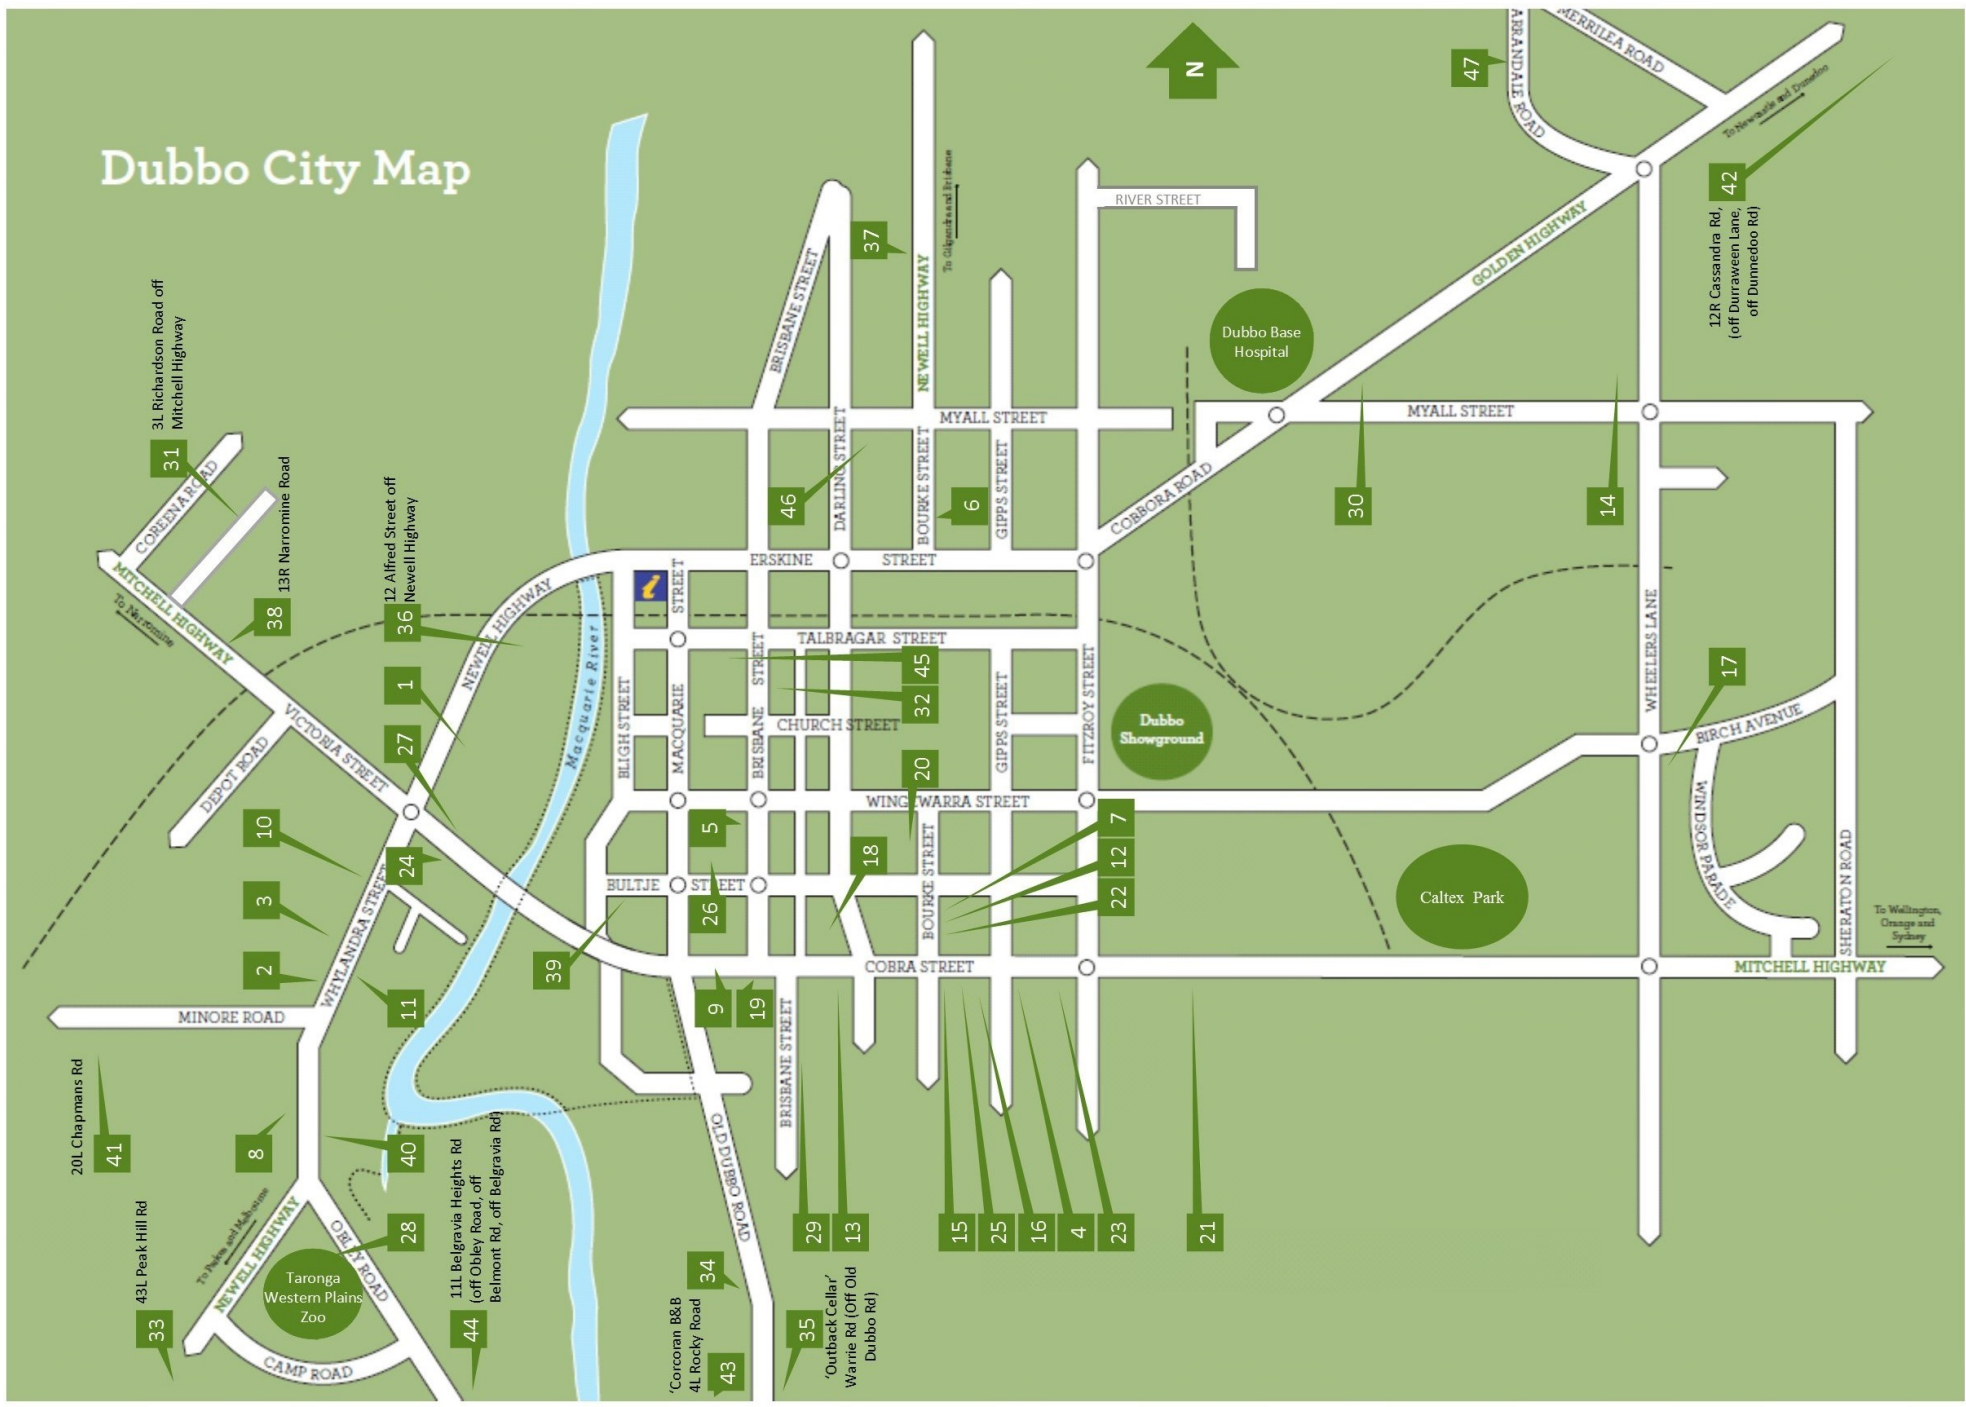 Dubbo City Map
N
47
ARRANDALE ROAD
MERRILEA ROAD
To Newcastle and Dunedoo
42
12R Cassandra Rd,
(off Durraween Lane,
off Dunnedoo Rd)
GOLDEN HIGHWAY
RIVER STREET
Dubbo Base
Hospital
37
To Gilgandra and Brisbane
NEWELL HIGHWAY
BRISBANE STREET
MYALL STREET
MYALL STREET
3L Richardson Road off
Mitchell Highway
31
COREENA ROAD
13R Narromine Road
38
MITCHELL HIGHWAY
To Narromine
12 Alfred Street off
Newell Highway
36
NEWELL HIGHWAY
46
DARLING STREET
BOURKE STREET
6
GIPPS STREET
COBBORA ROAD
30
14
ERSKINE
STREET
i
STREET
TALBRAGAR STREET
Macquarie River
1
27
VICTORIA STREET
DEPOT ROAD
BLIGH STREET
MACQUARIE
BRISBANE
STREET
45
32
CHURCH STREET
GIPPS STREET
FITZROY STREET
Dubbo
Showground
WHEELERS LANE
17
BIRCH AVENUE
WINDSOR PARADE
SHERATON ROAD
20
WINGEWARRA STREET
10
24
3
2
WHYLANDRA STREET
11
MINORE ROAD
5
26
BULTJE
STREET
18
BOURKE STREET
7
12
22
Caltex Park
39
9
19
COBRA STREET
MITCHELL HIGHWAY
To Wellington,
Orange and
Sydney
BRISBANE STREET
20L Chapmans Rd
41
8
40
43L Peak Hill Rd
33
To Parkes and Melbourne
NEWELL HIGHWAY
28
OBLEY ROAD
Taronga
Western Plains
Zoo
CAMP ROAD
11L Belgravia Heights Rd
(off Obley Road, off
Belmont Rd, off Belgravia Rd)
44
OLD DUBBO ROAD
34
'Corcoran B&B
4L Rocky Road
43
35
'Outback Cellar'
Warrie Rd (Off Old
Dubbo Rd)
29
13
15
25
16
4
23
21